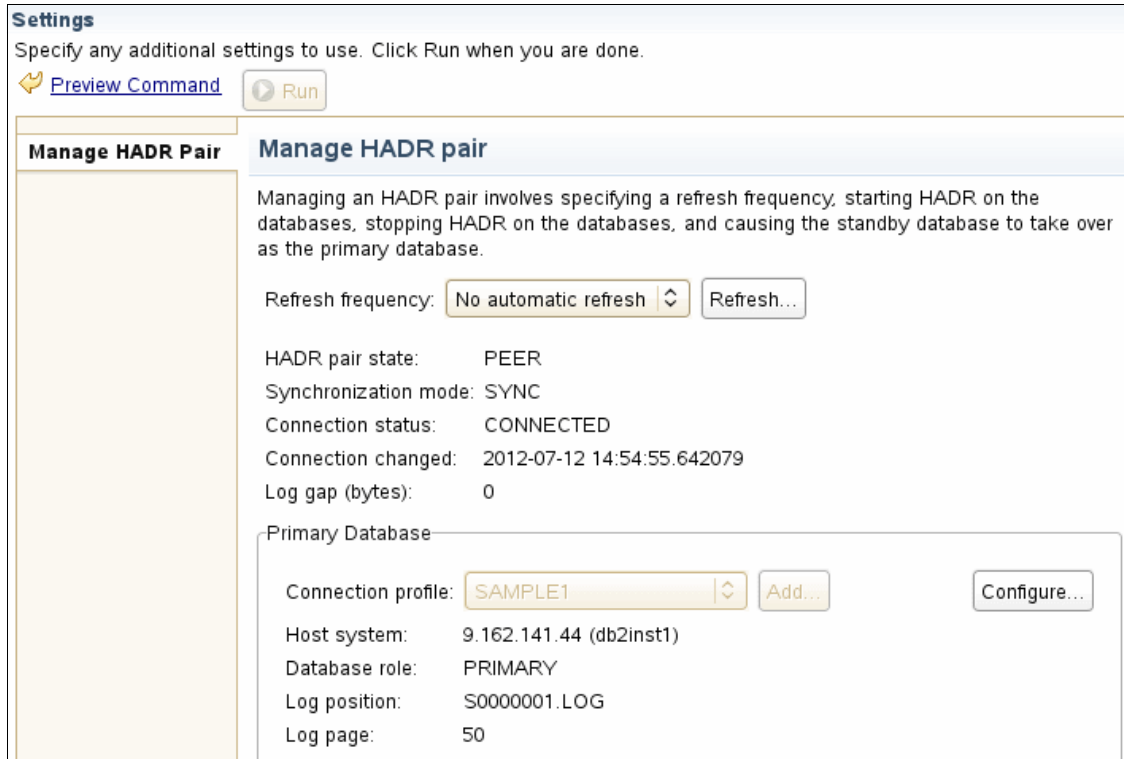 Settings
Specify any additional settings to use. Click Run when you are done.
Preview Command Run
Manage HADR Pair
Manage HADR pair
Managing an HADR pair involves specifying a refresh frequency, starting HADR on the
databases, stopping HADR on the databases, and causing the standby database to take over
as the primary database.
Refresh frequency: No automatic refresh Refresh...
HADR pair state: PEER
Synchronization mode: SYNC
Connection status: CONNECTED
Connection changed: 2012-07-12 14:54:55.642079
Log gap (bytes): 0
Primary Database
Connection profile: SAMPLE1 Add... Configure...
Host system: 9.162.141.44 (db2inst1)
Database role: PRIMARY
Log position: S0000001.LOG
Log page: 50